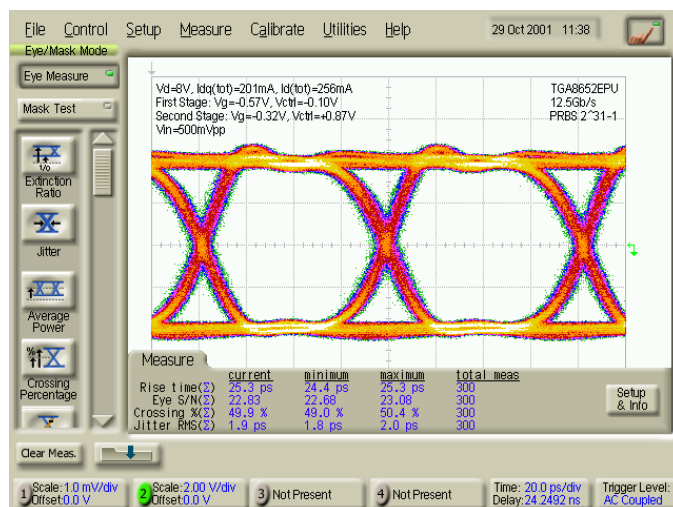 File Control Setup Measure Calibrate Utilities Help 29 Oct 2001 11:38
Eye/Mask Mode
Eye Measure
Mask Test
Extinction
Ratio
Jitter
Average
Power
Crossing
Percentage
Vd=8V, Idq(tot)=201mA, Id(tot)=256mA
First Stage: Vg=-0.57V, Vctrl=-0.10V
Second Stage: Vg=-0.32V, Vctrl=+0.87V
Vin=500mVpp
TGA8652EPU
12.5Gb/s
PRBS 2^31-1
Measure
current minimum maximum total meas
Rise time(Σ) 25.3 ps 24.4 ps 25.3 ps 300
Eye S/N(Σ) 22.83 22.68 23.08 300
Crossing %(Σ) 49.9 % 49.0 % 50.4 % 300
Jitter RMS(Σ) 1.9 ps 1.8 ps 2.0 ps 300
Setup
& Info
Clear Meas.
1 Scale:1.0 mV/div
Offset:0.0 V
2 Scale:2.00 V/div
Offset:0.0 V
3 Not Present
4 Not Present
Time:20.0 ps/div
Delay:24.2492 ns
Trigger Level:
AC Coupled